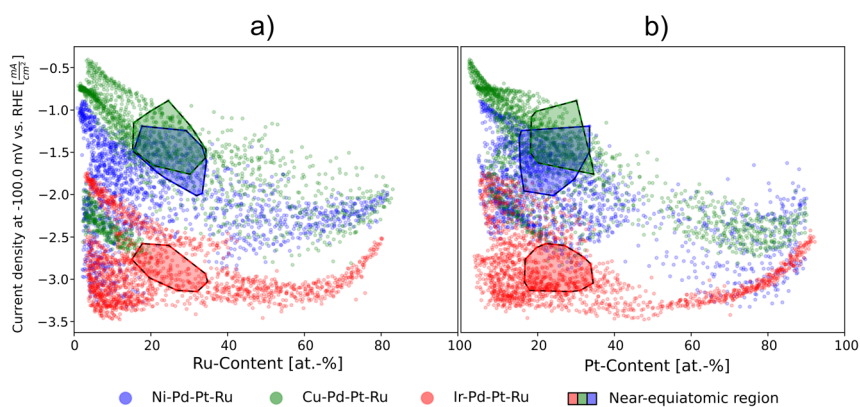 a)
b)
Current density at -100.0 mV vs. RHE [mA/cm²]
−0.5
−1.0
−1.5
−2.0
−2.5
−3.0
−3.5
0
20
40
60
80
100
20
40
60
80
100
Ru-Content [at.-%]
Pt-Content [at.-%]
Ni-Pd-Pt-Ru
Cu-Pd-Pt-Ru
Ir-Pd-Pt-Ru
Near-equiatomic region